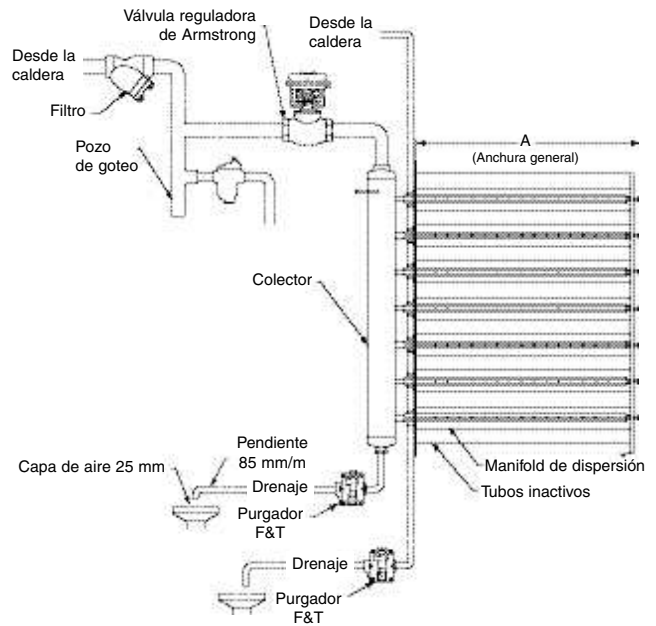 Válvula reguladora
de Armstrong
Desde la
caldera
Desde la
caldera
Filtro
Pozo
de goteo
A
(Anchura general)
Colector
Pendiente
85 mm/m
Capa de aire 25 mm
Drenaje
Purgador
F&T
Manifold de dispersión
Tubos inactivos
Drenaje
Purgador
F&T